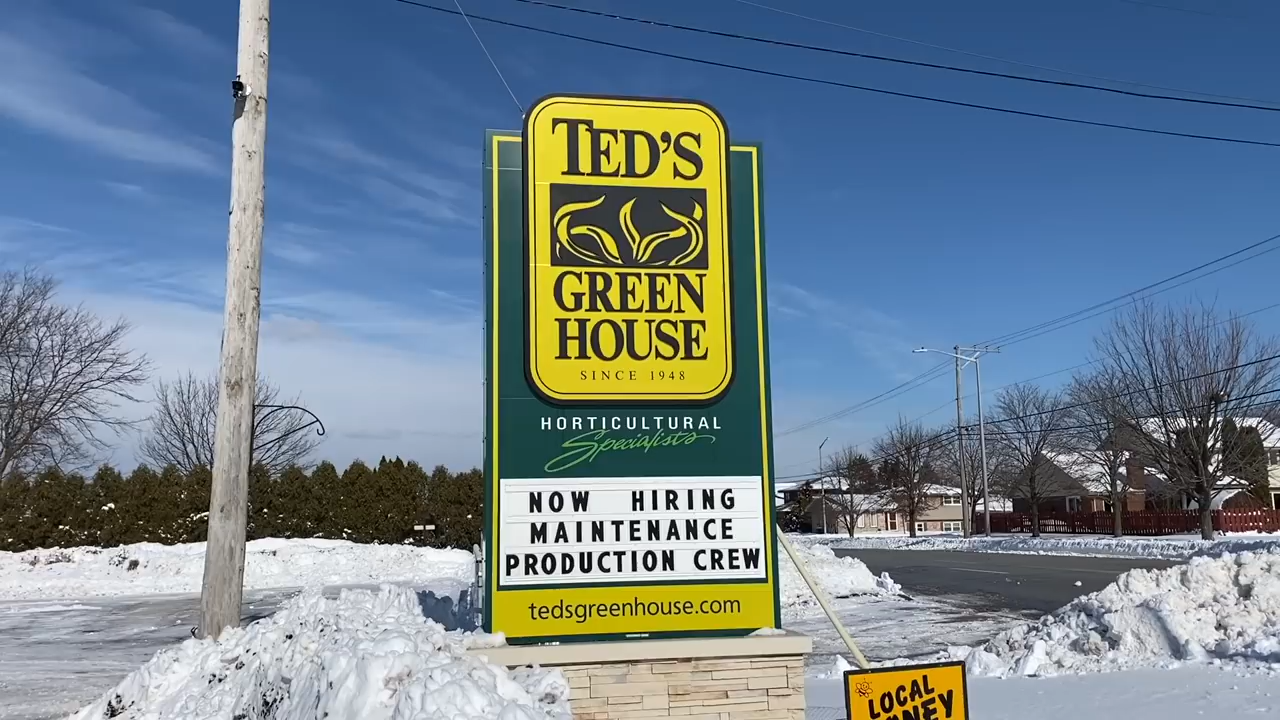 TED'S
GREEN
HOUSE
SINCE 1948
HORTICULTURAL
Specialists
NOW HIRING
MAINTENANCE
PRODUCTION CREW
tedsgreenhouse.com
LOCAL